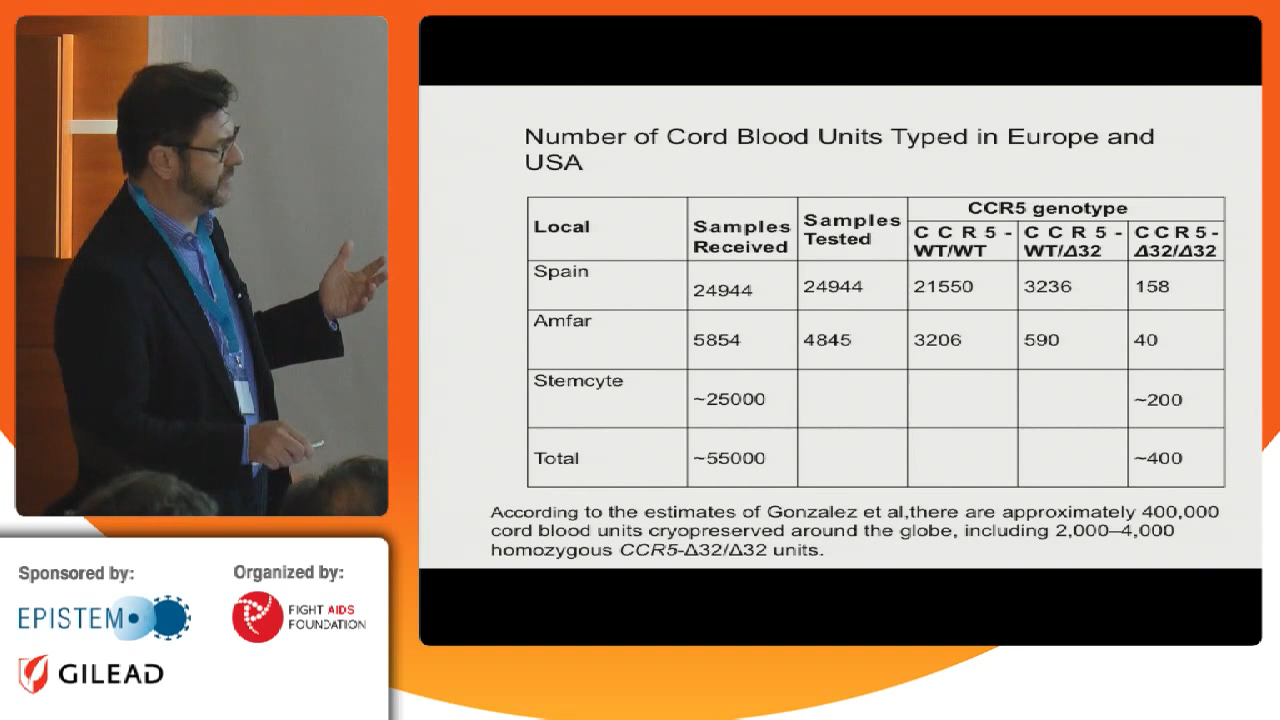 Number of Cord Blood Units Typed in Europe and
USA
Local
Samples
Received
Samples
Tested
CCR5 genotype
CCR5-
WT/WT
CCR5-
WT/Δ32
CCR5-
Δ32/Δ32
Spain 24944 24944 21550 3236 158
Amfar 5854 4845 3206 590 40
Stemcyte ~25000 ~200
Total ~55000 ~400
According to the estimates of Gonzalez et al,there are approximately 400,000
cord blood units cryopreserved around the globe, including 2,000–4,000
homozygous CCR5-Δ32/Δ32 units.
Sponsored by:
EPISTEM
GILEAD
Organized by:
FIGHT AIDS
FOUNDATION